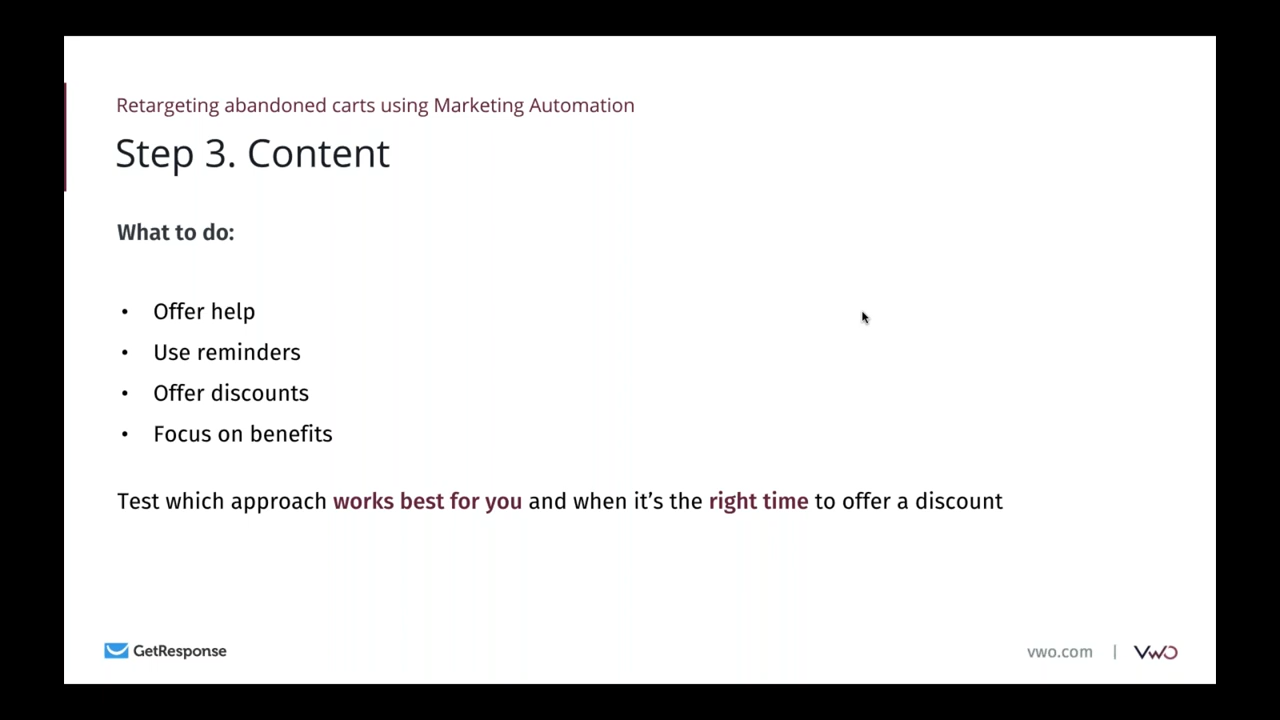 Retargeting abandoned carts using Marketing Automation
Step 3. Content
What to do:
• Offer help
• Use reminders
• Offer discounts
• Focus on benefits
Test which approach works best for you and when it’s the right time to offer a discount
GetResponse
vwo.com | VWO